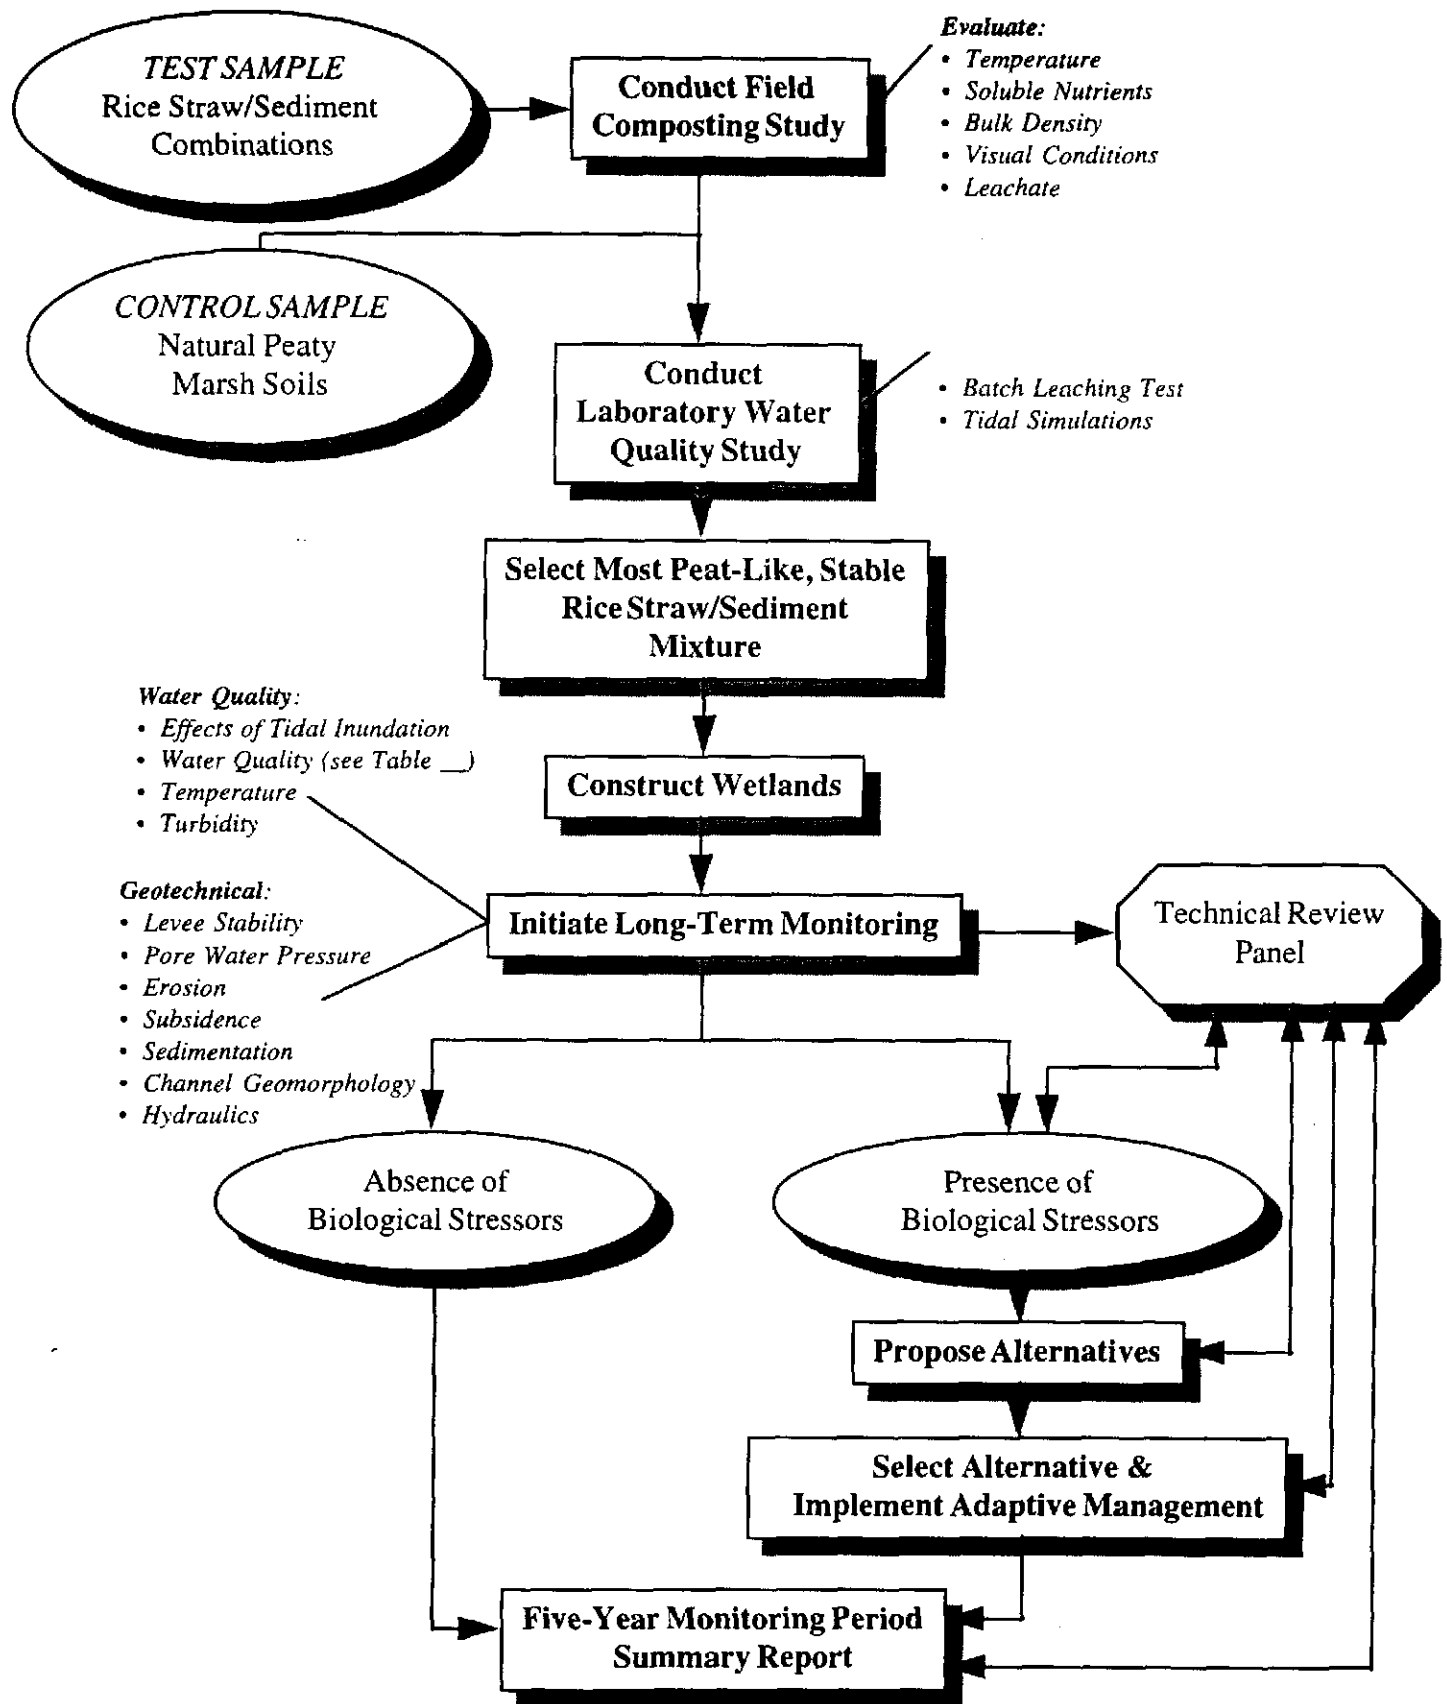 TEST SAMPLE
Rice Straw/Sediment
Combinations
Conduct Field
Composting Study
Evaluate:
• Temperature
• Soluble Nutrients
• Bulk Density
• Visual Conditions
• Leachate
CONTROL SAMPLE
Natural Peaty
Marsh Soils
Conduct
Laboratory Water
Quality Study
• Batch Leaching Test
• Tidal Simulations
Select Most Peat-Like, Stable
Rice Straw/Sediment
Mixture
Water Quality:
• Effects of Tidal Inundation
• Water Quality (see Table __)
• Temperature
• Turbidity
Construct Wetlands
Geotechnical:
• Levee Stability
• Pore Water Pressure
• Erosion
• Subsidence
• Sedimentation
• Channel Geomorphology
• Hydraulics
Initiate Long-Term Monitoring
Technical Review
Panel
Absence of
Biological Stressors
Presence of
Biological Stressors
Propose Alternatives
Select Alternative &
Implement Adaptive Management
Five-Year Monitoring Period
Summary Report